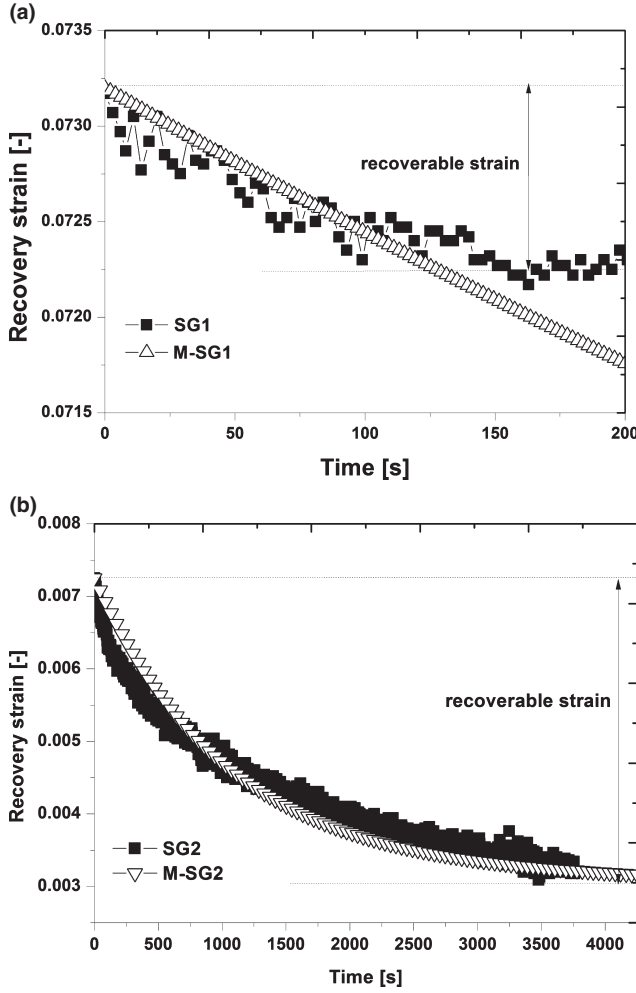 (a)
0.0735
0.0730
0.0725
0.0720
0.0715
Recovery strain [-]
recoverable strain
SG1
M-SG1
0
50
100
150
200
Time [s]
(b)
0.008
0.007
0.006
0.005
0.004
0.003
Recovery strain [-]
recoverable strain
SG2
M-SG2
0
500
1000
1500
2000
2500
3000
3500
4000
Time [s]